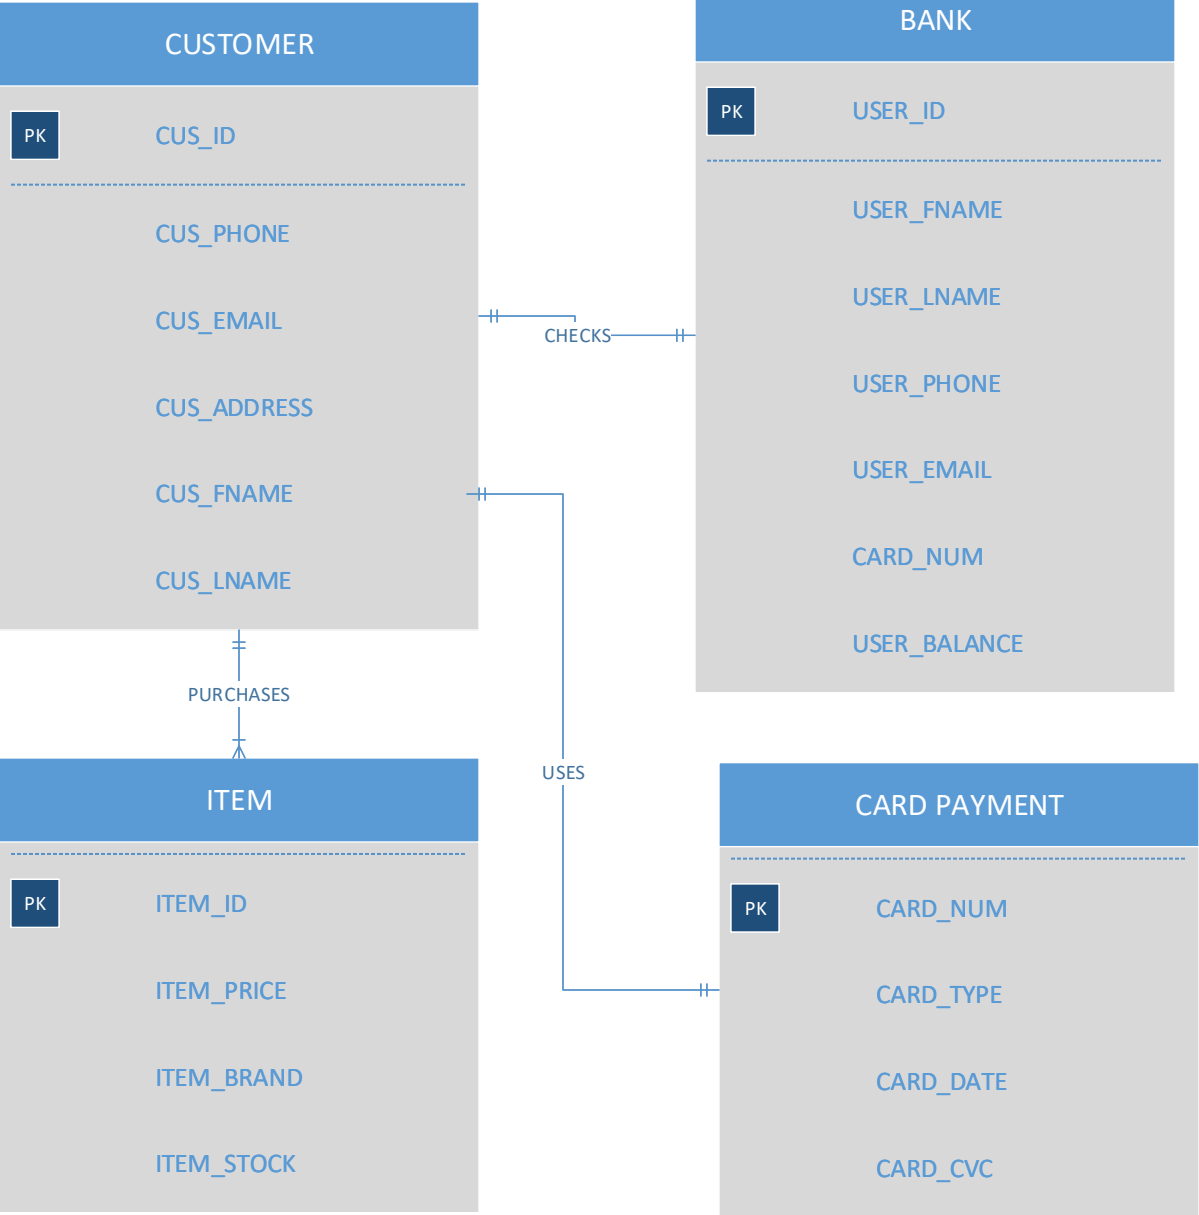 CUSTOMER
PK
CUS_ID
CUS_PHONE
CUS_EMAIL
CUS_ADDRESS
CUS_FNAME
CUS_LNAME
BANK
PK
USER_ID
USER_FNAME
USER_LNAME
USER_PHONE
USER_EMAIL
CARD_NUM
USER_BALANCE
CHECKS
PURCHASES
USES
ITEM
PK
ITEM_ID
ITEM_PRICE
ITEM_BRAND
ITEM_STOCK
CARD PAYMENT
PK
CARD_NUM
CARD_TYPE
CARD_DATE
CARD_CVC